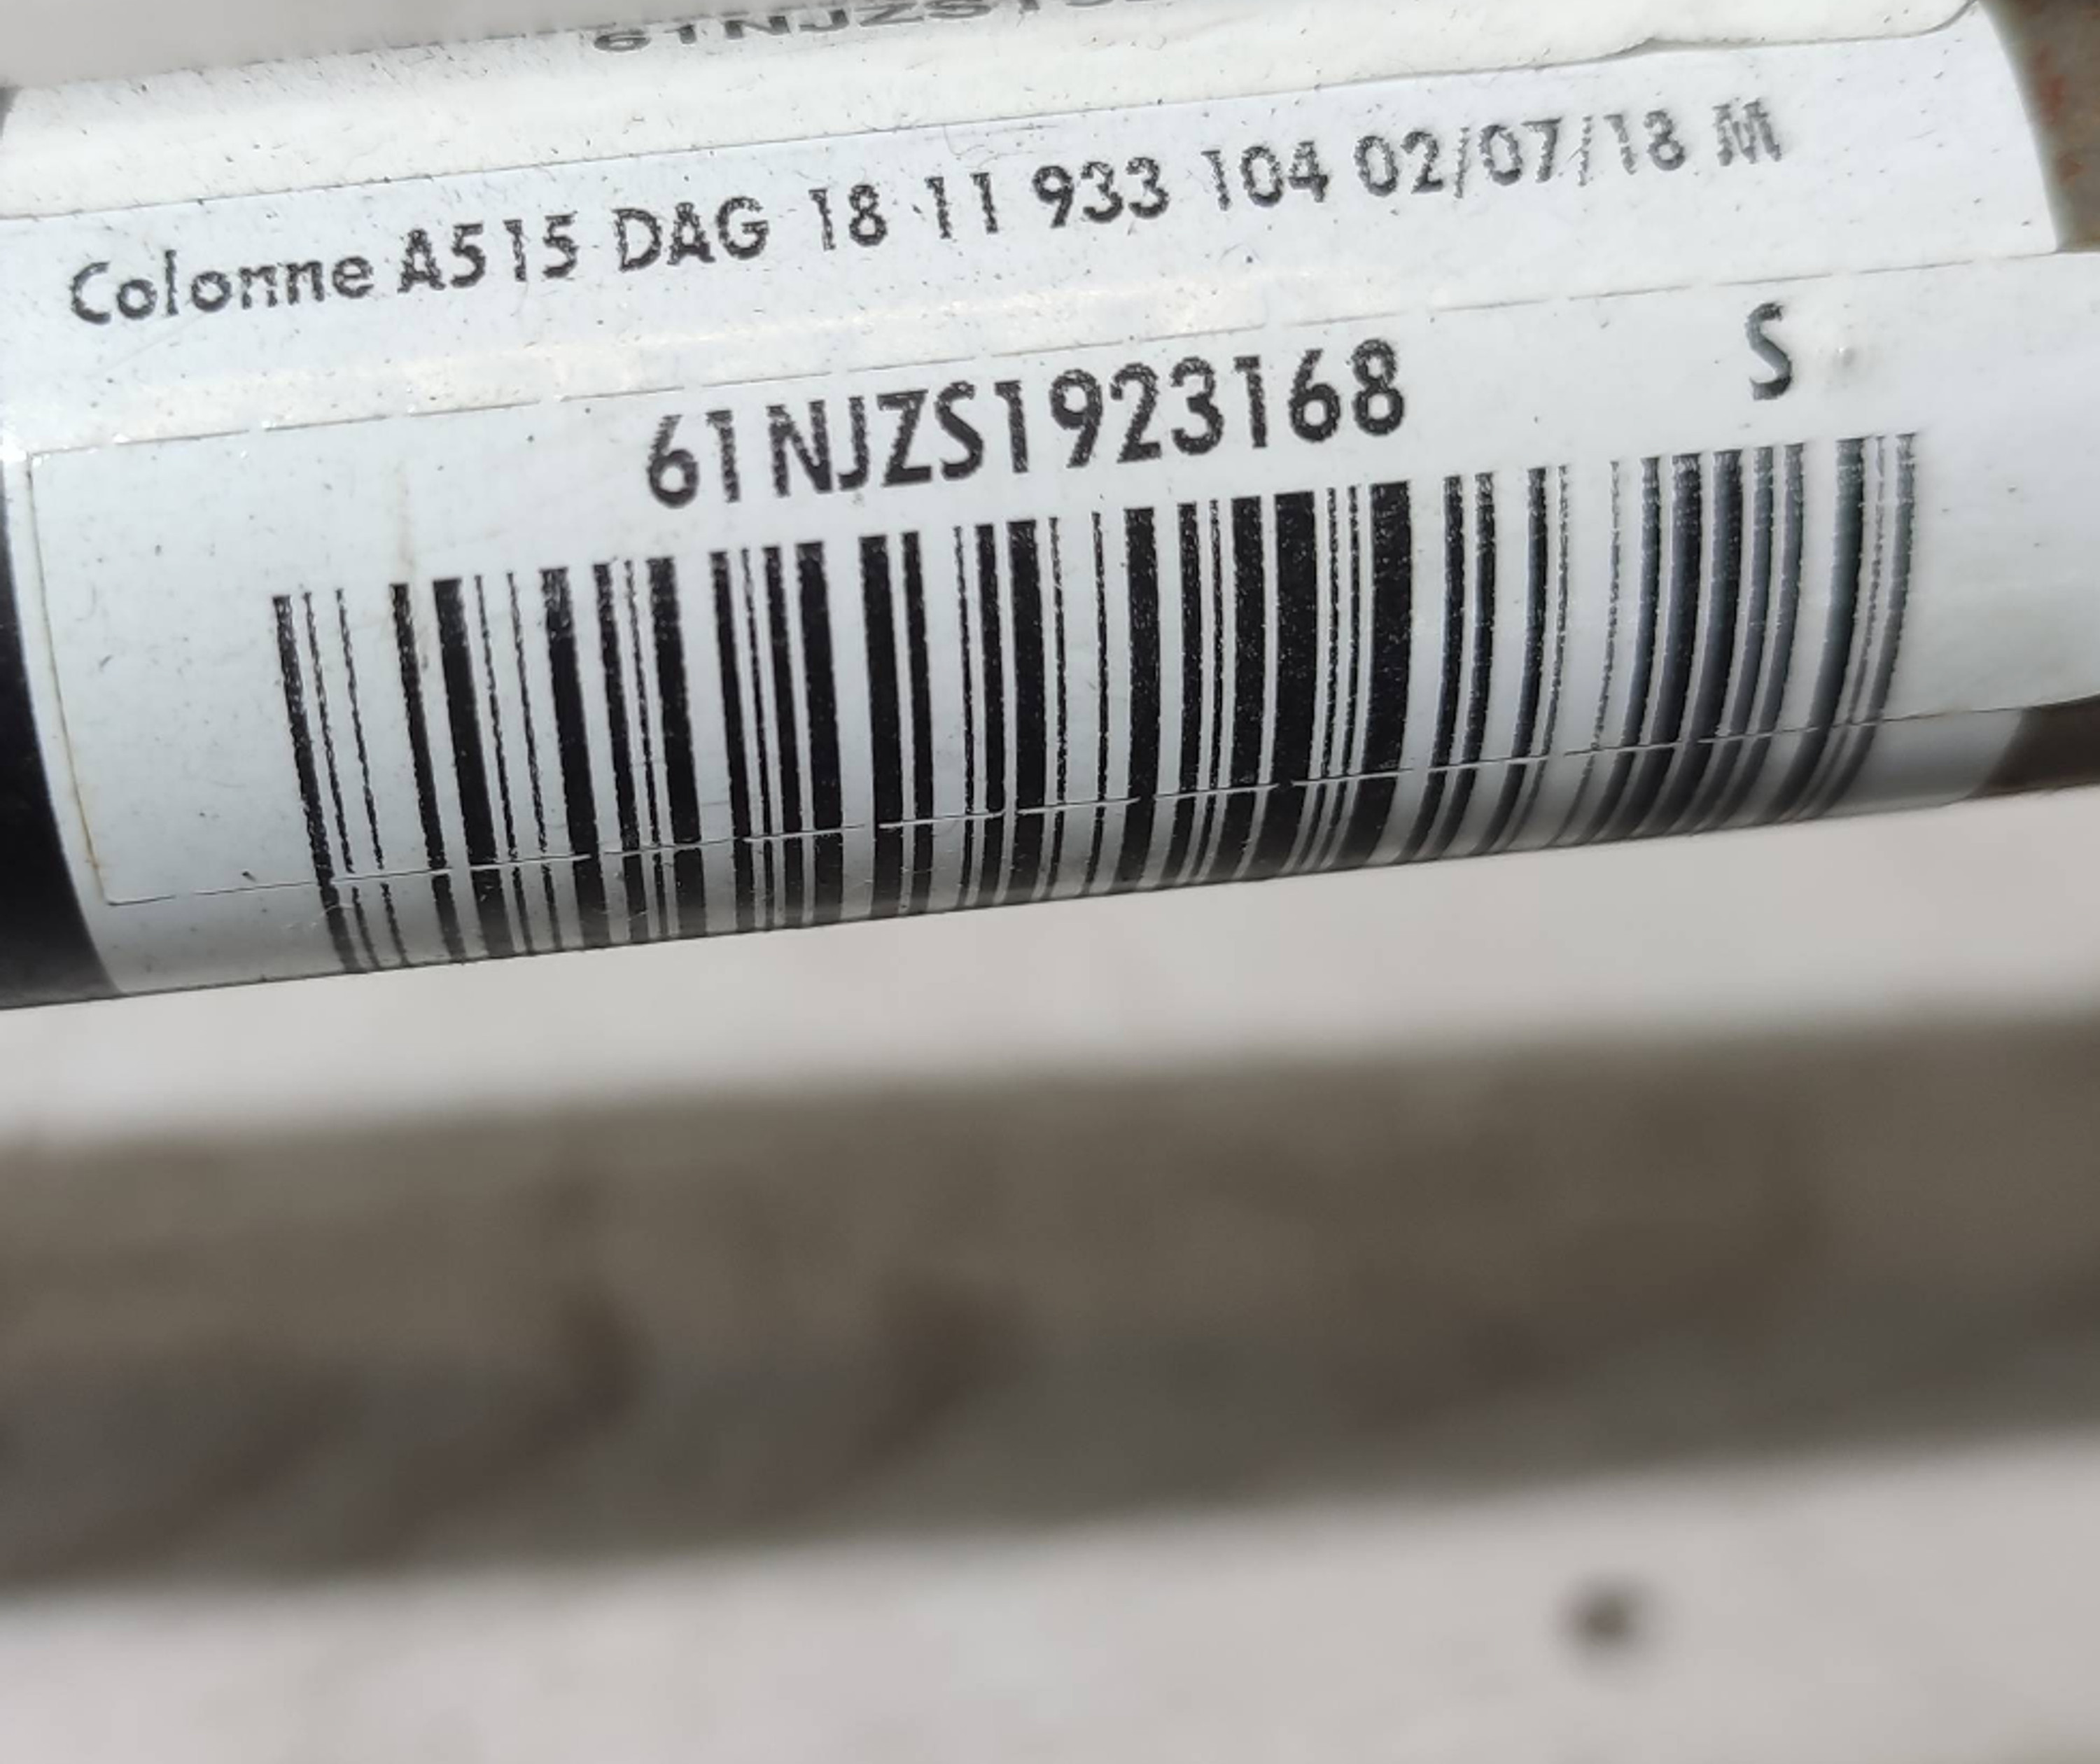 Colonne A515 DAG 18 11 933 104 02/07/18 M
S
61NJZS1923168